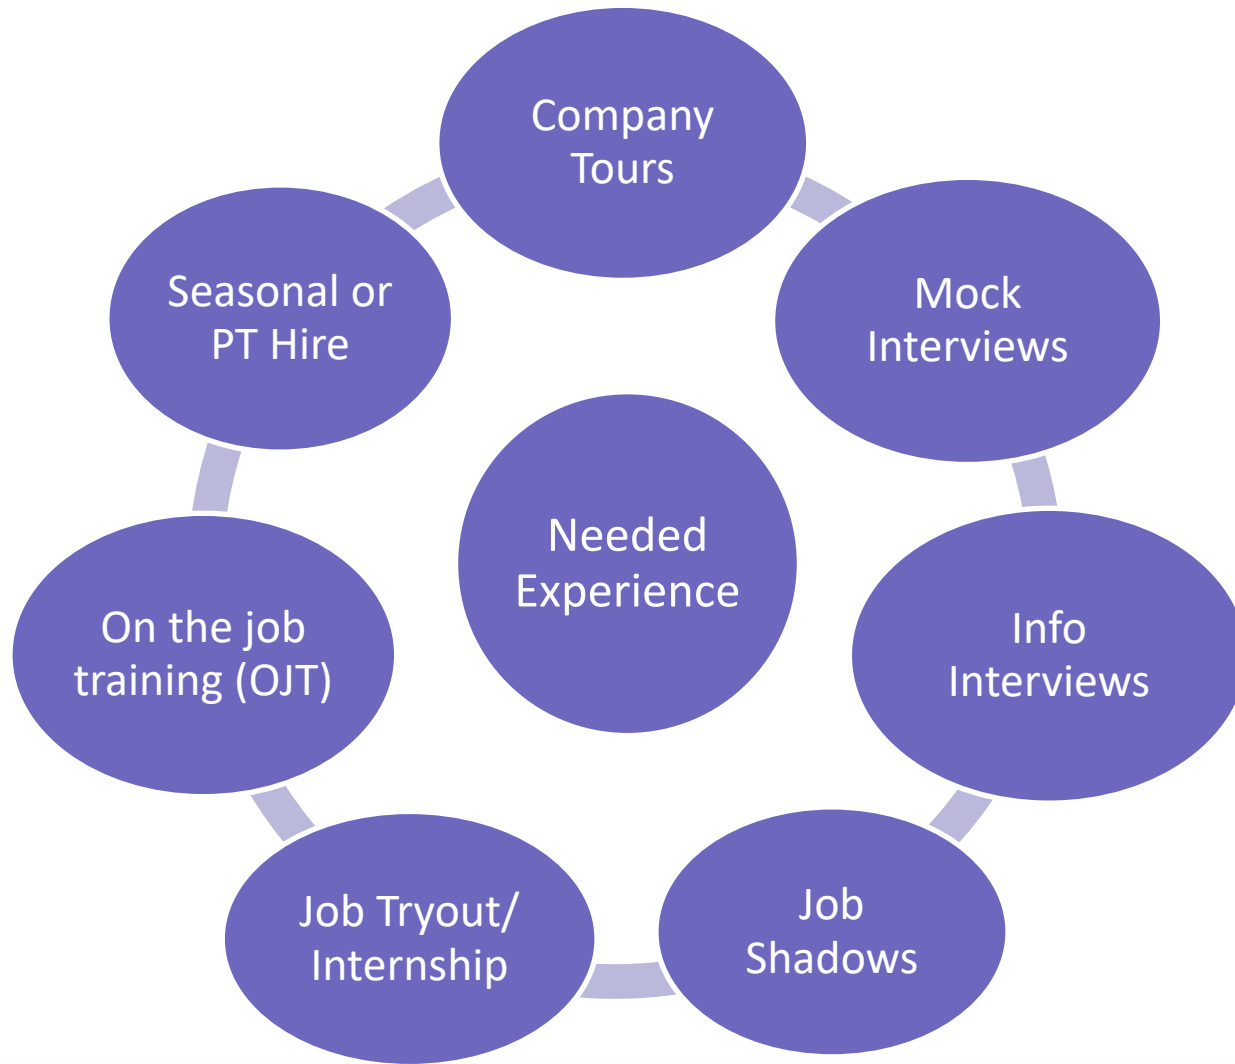 Company
Tours
Mock
Interviews
Info
Interviews
Job
Shadows
Job Tryout/
Internship
On the job
training (OJT)
Seasonal or
PT Hire
Needed
Experience